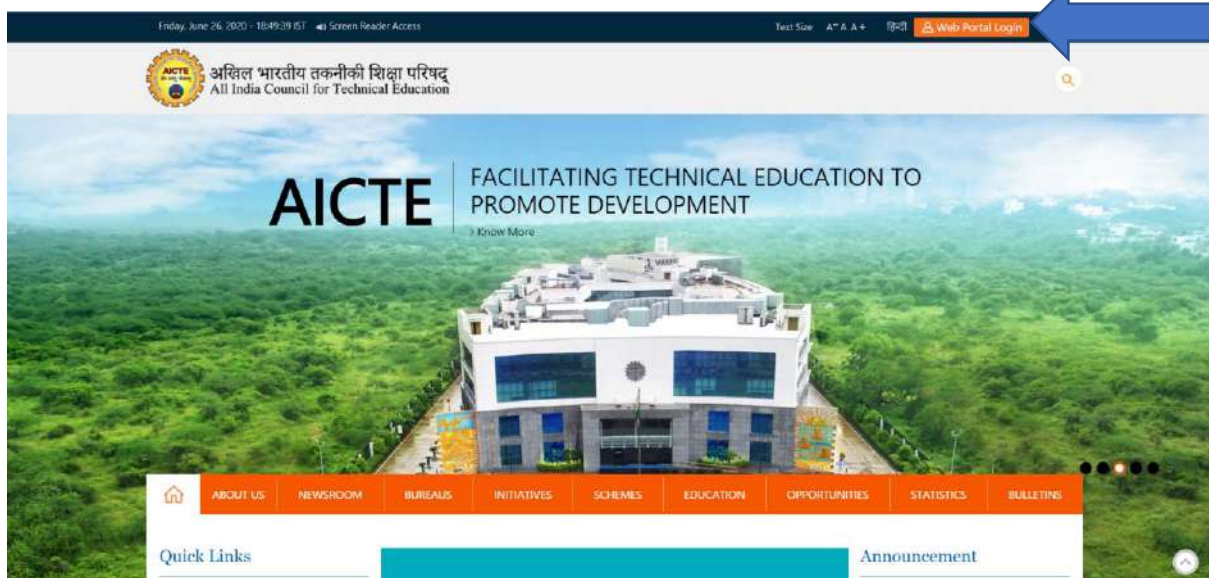 Friday, June 26, 2020 - 18:49:39 IST Screen Reader Access Text Size A- A A+ हिन्दी Web Portal Login
अखिल भारतीय तकनीकी शिक्षा परिषद्
All India Council for Technical Education
AICTE
AICTE
FACILITATING TECHNICAL EDUCATION TO
PROMOTE DEVELOPMENT
> Know More
ABOUT US NEWSROOM BUREAUS INITIATIVES SCHEMES EDUCATION OPPORTUNITIES STATISTICS BULLETINS
Quick Links
Announcement